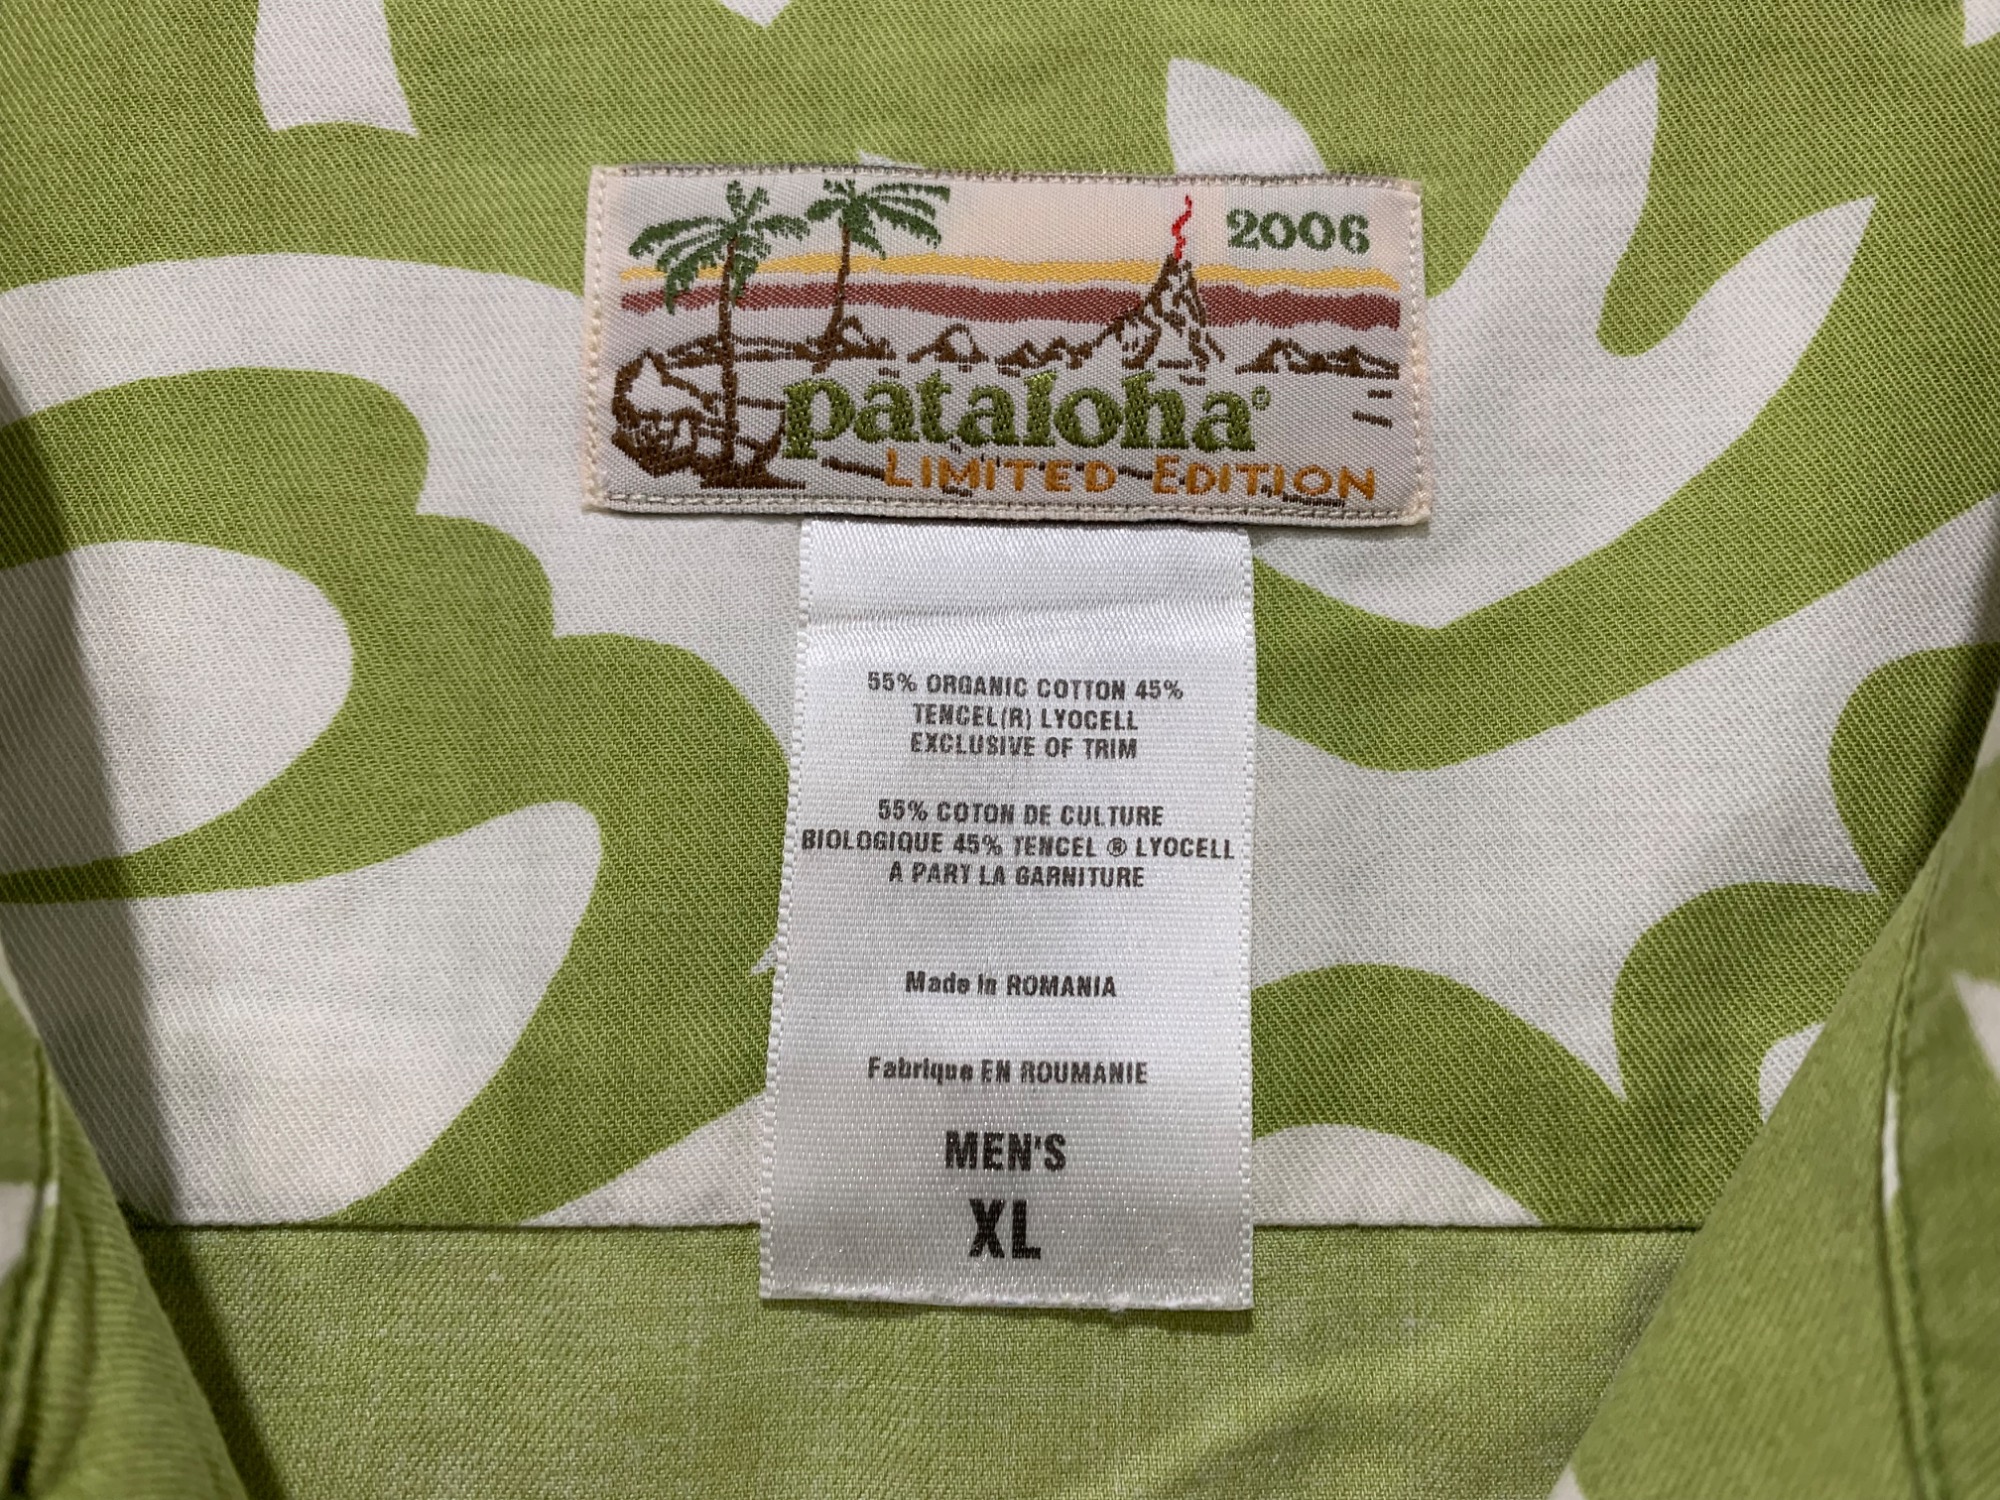 2006
pataloha®
LIMITED EDITION
55% ORGANIC COTTON 45%
TENCEL(R) LYOCELL
EXCLUSIVE OF TRIM
55% COTON DE CULTURE
BIOLOGIQUE 45% TENCEL ® LYOCELL
A PART LA GARNITURE
Made In ROMANIA
Fabrique EN ROUMANIE
MEN'S
XL